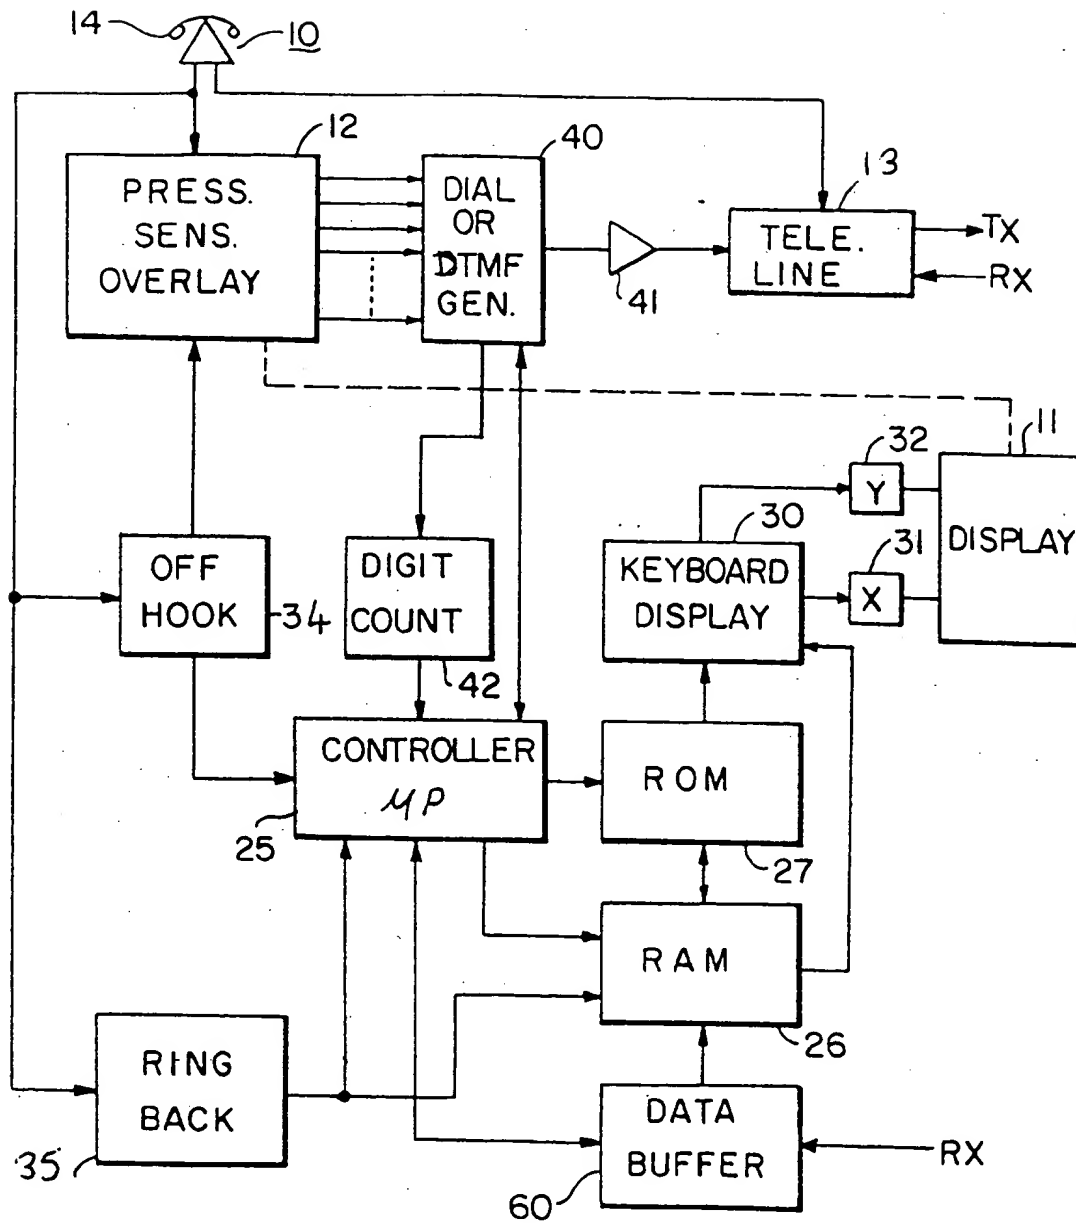 14
10
12
PRESS.
SENS.
OVERLAY
40
DIAL
OR
DTMF
GEN.
41
13
TELE.
LINE
TX
RX
11
DISPLAY
32
Y
31
X
30
KEYBOARD
DISPLAY
OFF
HOOK
34
DIGIT
COUNT
42
CONTROLLER
μP
25
ROM
27
RAM
26
RING
BACK
35
DATA
BUFFER
60
RX